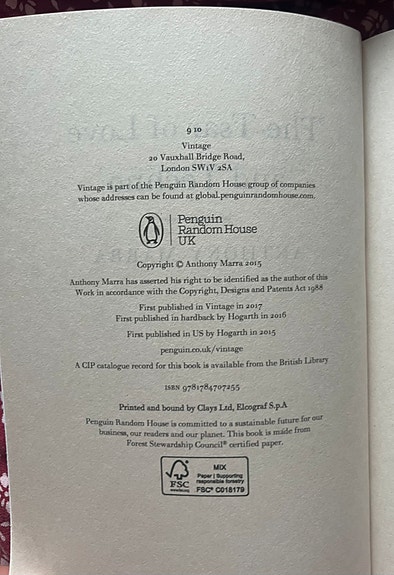 9 10
Vintage
20 Vauxhall Bridge Road,
London SW1V 2SA
Vintage is part of the Penguin Random House group of companies
whose addresses can be found at global.penguinrandomhouse.com.
Penguin
Random House
UK
Copyright © Anthony Marra 2015
Anthony Marra has asserted his right to be identified as the author of this
Work in accordance with the Copyright, Designs and Patents Act 1988
First published in Vintage in 2017
First published in hardback by Hogarth in 2016
First published in US by Hogarth in 2015
penguin.co.uk/vintage
A CIP catalogue record for this book is available from the British Library
ISBN 9781784707255
Printed and bound by Clays Ltd, Elcograf S.p.A
Penguin Random House is committed to a sustainable future for our
business, our readers and our planet. This book is made from
Forest Stewardship Council® certified paper.
MIX
Paper | Supporting
responsible forestry
FSC
www.fsc.org
FSC® C018179